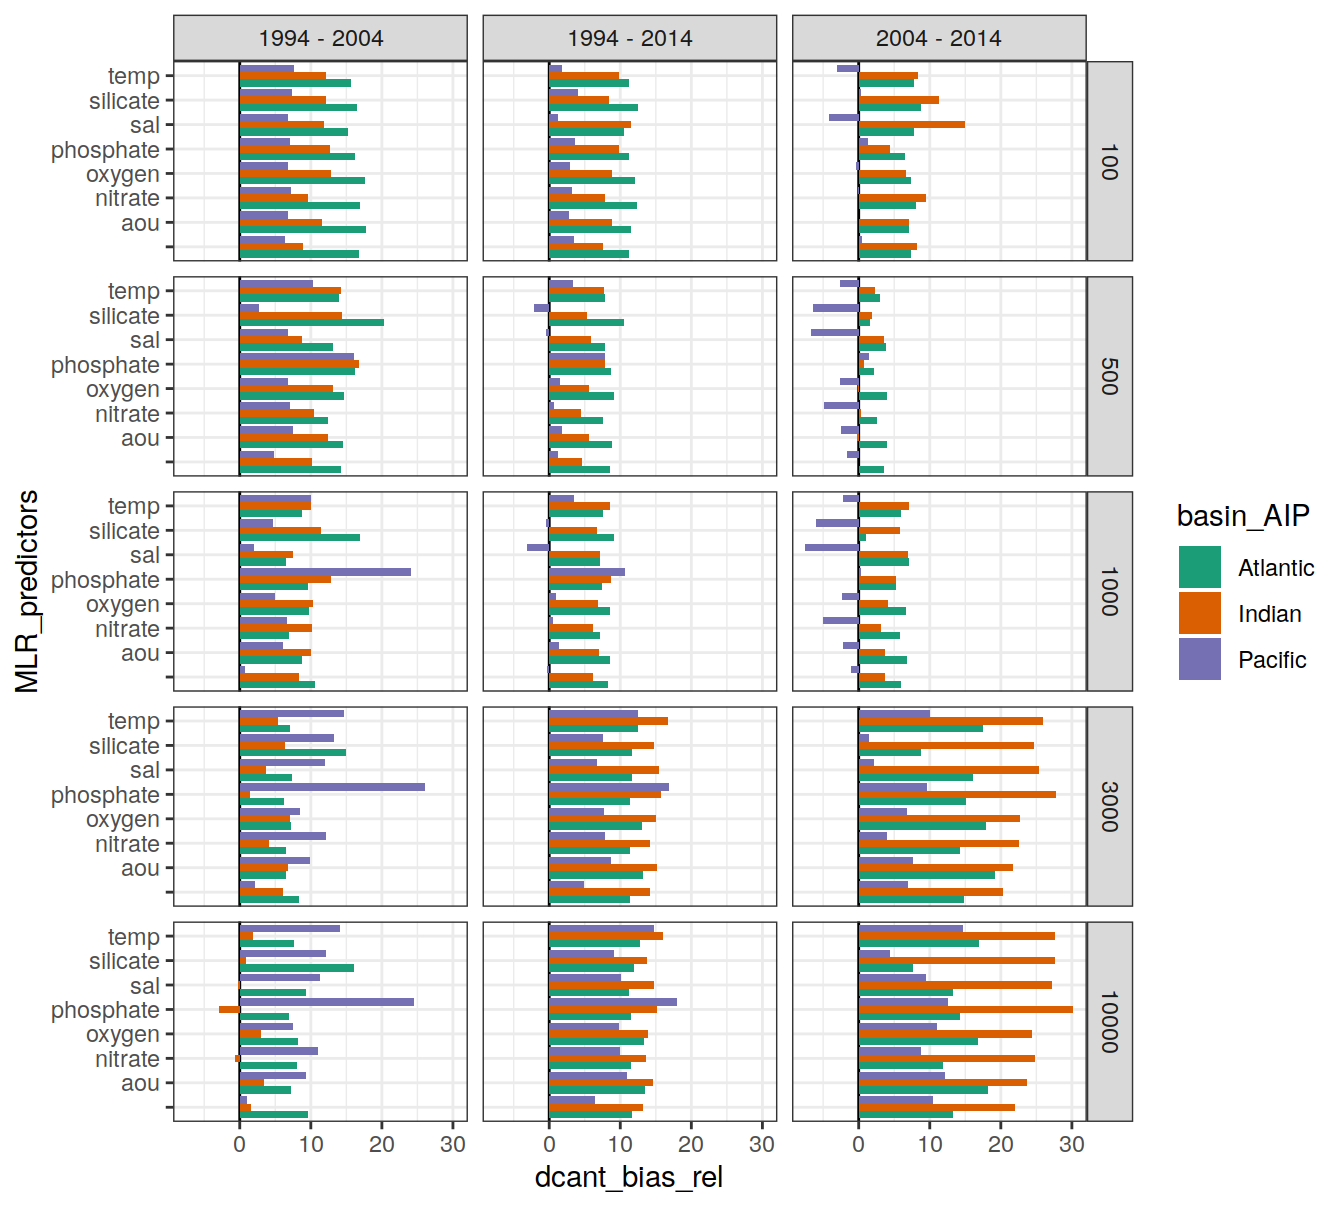 1994 - 2004
1994 - 2014
2004 - 2014
temp
silicate
sal
phosphate
oxygen
nitrate
aou
100
temp
silicate
sal
phosphate
oxygen
nitrate
aou
500
temp
silicate
sal
phosphate
oxygen
nitrate
aou
1000
temp
silicate
sal
phosphate
oxygen
nitrate
aou
3000
temp
silicate
sal
phosphate
oxygen
nitrate
aou
10000
0 10 20 30
0 10 20 30
0 10 20 30
dcant_bias_rel
MLR_predictors
basin_AIP
Atlantic
Indian
Pacific